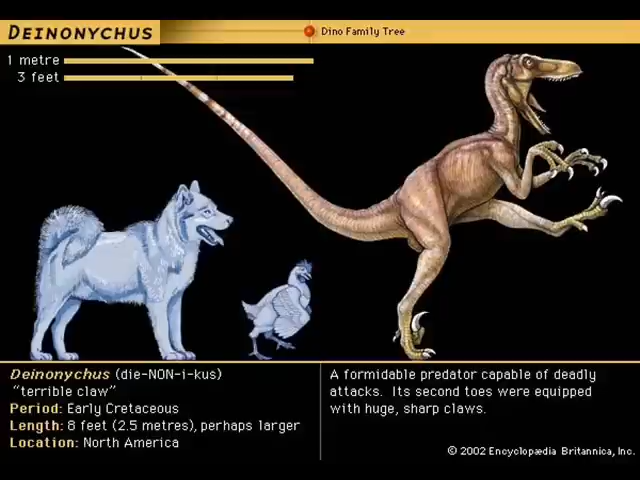 DEINONYCHUS
Dino Family Tree
1 metre
3 feet
Deinonychus (die-NON-i-kus)
“terrible claw”
Period: Early Cretaceous
Length: 8 feet (2.5 metres), perhaps larger
Location: North America
A formidable predator capable of deadly
attacks. Its second toes were equipped
with huge, sharp claws.
© 2002 Encyclopædia Britannica, Inc.